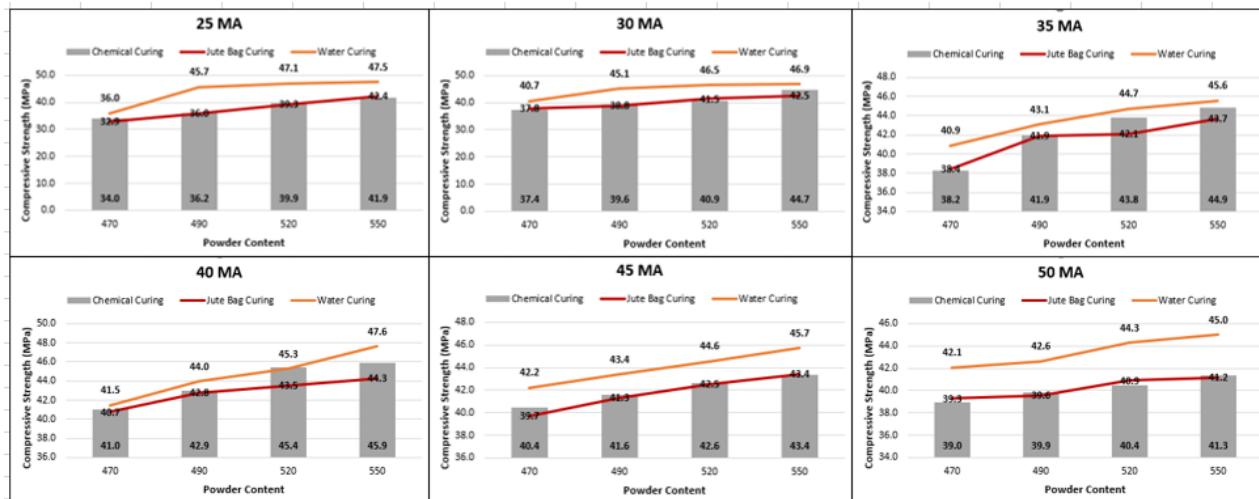 25 MA
Chemical Curing Jute Bag Curing Water Curing
Compressive Strength (MPa)
50.0
40.0
30.0
20.0
10.0
0.0
36.0 45.7 47.1 47.5
32.9 36.0 39.3 42.4
34.0 36.2 39.9 41.9
470 490 520 550
Powder Content
30 MA
Chemical Curing Jute Bag Curing Water Curing
Compressive Strength (MPa)
50.0
40.0
30.0
20.0
10.0
0.0
40.7 45.1 46.5 46.9
37.8 38.8 41.5 42.5
37.4 39.6 40.9 44.7
470 490 520 550
Powder Content
35 MA
Chemical Curing Jute Bag Curing Water Curing
Compressive Strength (MPa)
48.0
46.0
44.0
42.0
40.0
38.0
36.0
34.0
40.9 43.1 44.7 45.6
38.4 41.9 42.1 43.7
38.2 41.9 43.8 44.9
470 490 520 550
Powder Content
40 MA
Chemical Curing Jute Bag Curing Water Curing
Compressive Strength (MPa)
50.0
48.0
46.0
44.0
42.0
40.0
38.0
36.0
41.5 44.0 45.3 47.6
40.7 42.8 43.5 44.3
41.0 42.9 45.4 45.9
470 490 520 550
Powder Content
45 MA
Chemical Curing Jute Bag Curing Water Curing
Compressive Strength (MPa)
48.0
46.0
44.0
42.0
40.0
38.0
36.0
42.2 43.4 44.6 45.7
39.7 41.3 42.5 43.4
40.4 41.6 42.6 43.4
470 490 520 550
Powder Content
50 MA
Chemical Curing Jute Bag Curing Water Curing
Compressive Strength (MPa)
46.0
44.0
42.0
40.0
38.0
36.0
34.0
42.1 42.6 44.3 45.0
39.3 39.6 40.9 41.2
39.0 39.9 40.4 41.3
470 490 520 550
Powder Content